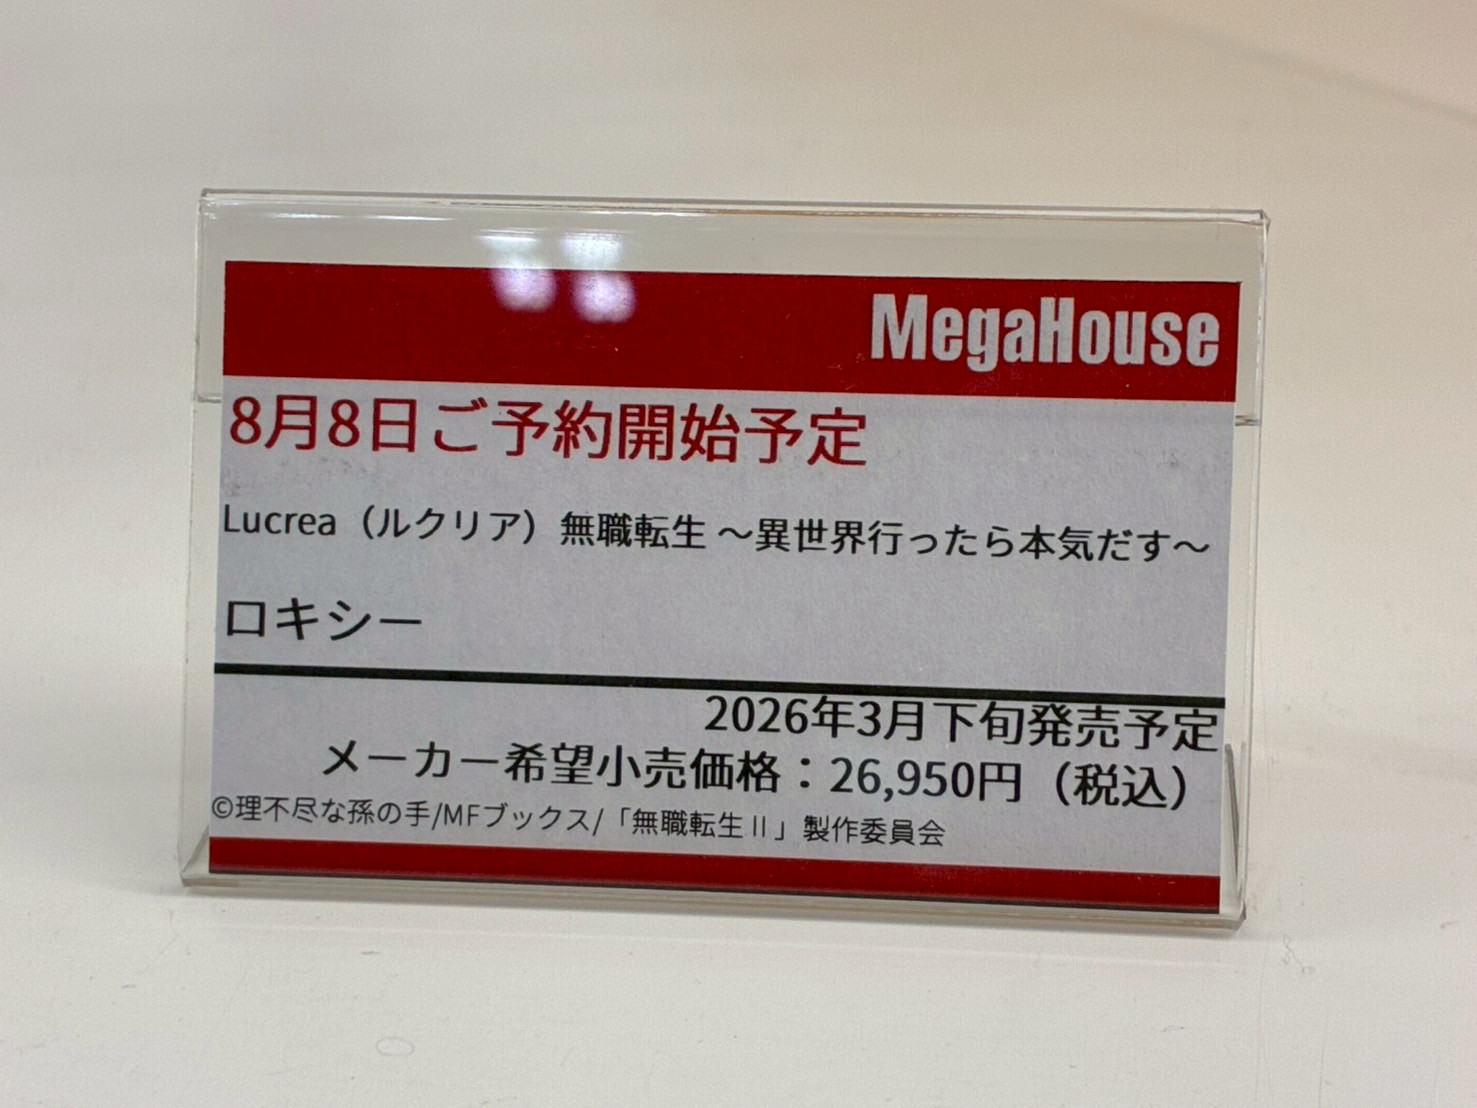 MegaHouse
8月8日ご予約開始予定
Lucrea（ルクリア）無職転生 ～異世界行ったら本気だす～
ロキシー
2026年3月下旬発売予定
メーカー希望小売価格：26,950円（税込）
©理不尽な孫の手/MFブックス/「無職転生Ⅱ」製作委員会